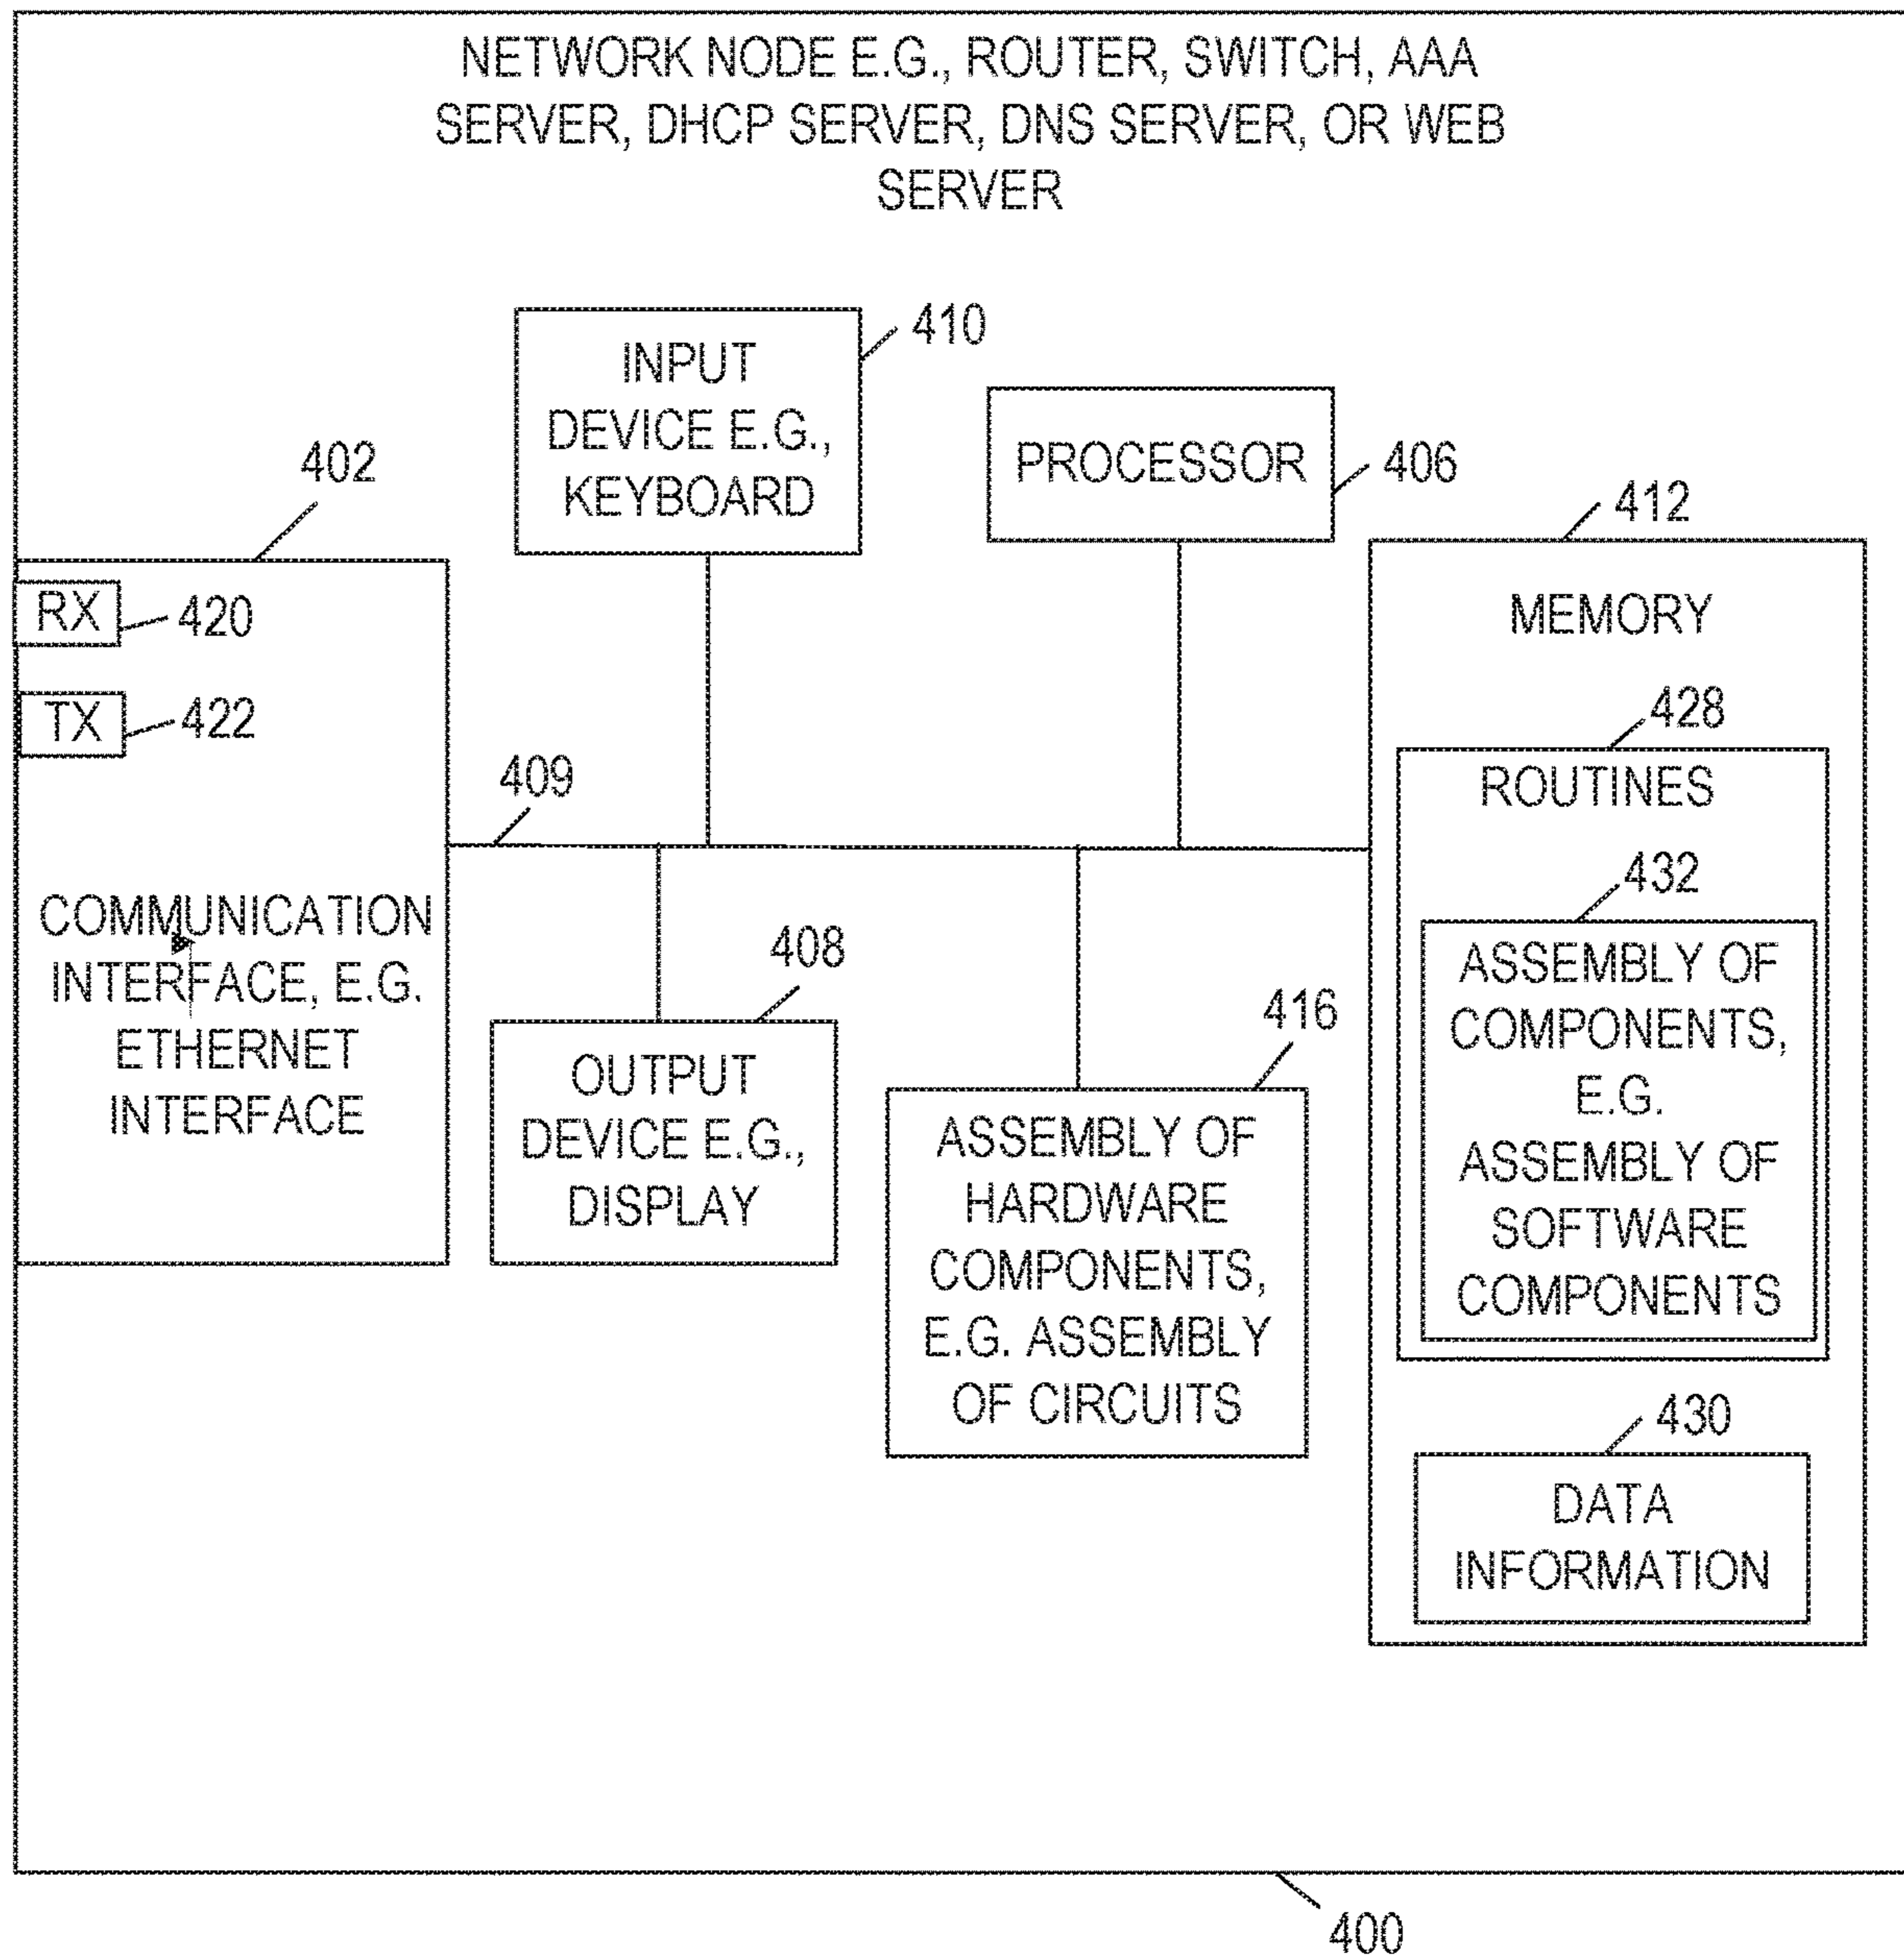 NETWORK NODE E.G., ROUTER, SWITCH, AAA
SERVER, DHCP SERVER, DNS SERVER, OR WEB
SERVER
410
INPUT
DEVICE E.G.,
KEYBOARD
PROCESSOR
406
402
RX
420
TX
422
COMMUNICATION
INTERFACE, E.G.
ETHERNET
INTERFACE
409
408
OUTPUT
DEVICE E.G.,
DISPLAY
416
ASSEMBLY OF
HARDWARE
COMPONENTS,
E.G. ASSEMBLY
OF CIRCUITS
412
MEMORY
428
ROUTINES
432
ASSEMBLY OF
COMPONENTS,
E.G.
ASSEMBLY OF
SOFTWARE
COMPONENTS
430
DATA
INFORMATION
400